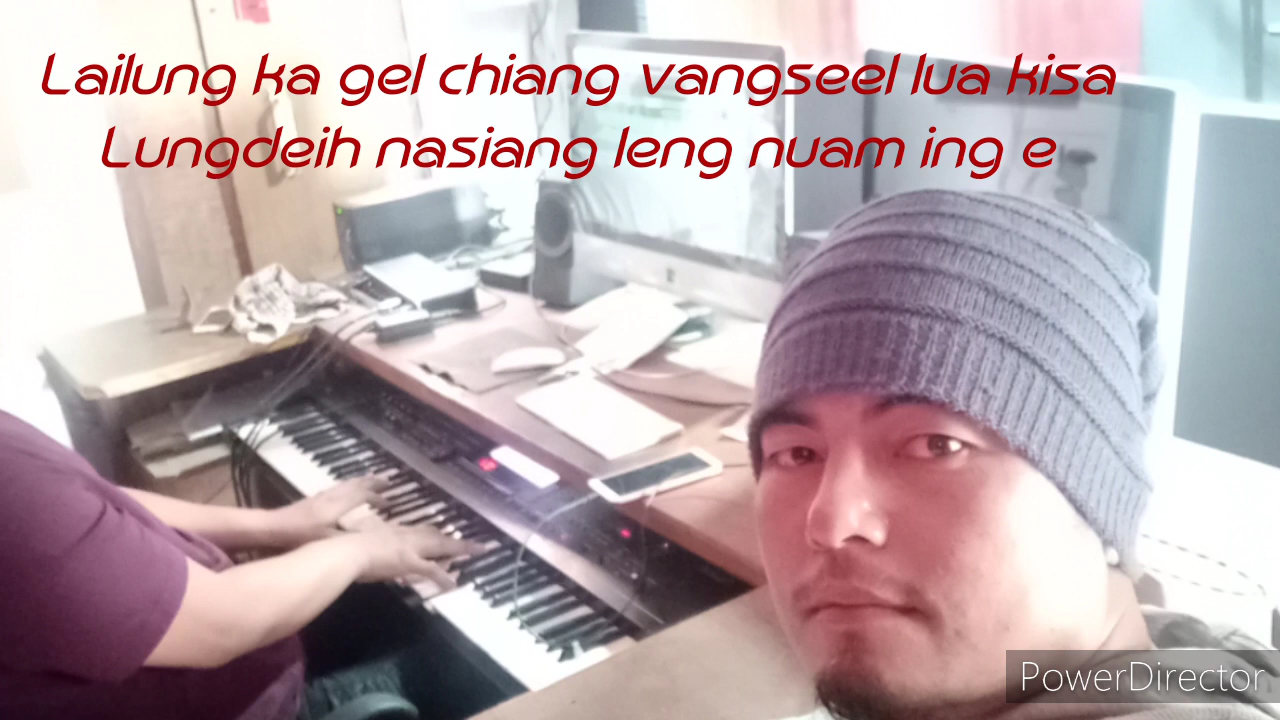 Lailung ka gel chiang vangseel lua kisa
Lungdeih nasiang leng nuam ing e
PowerDirector